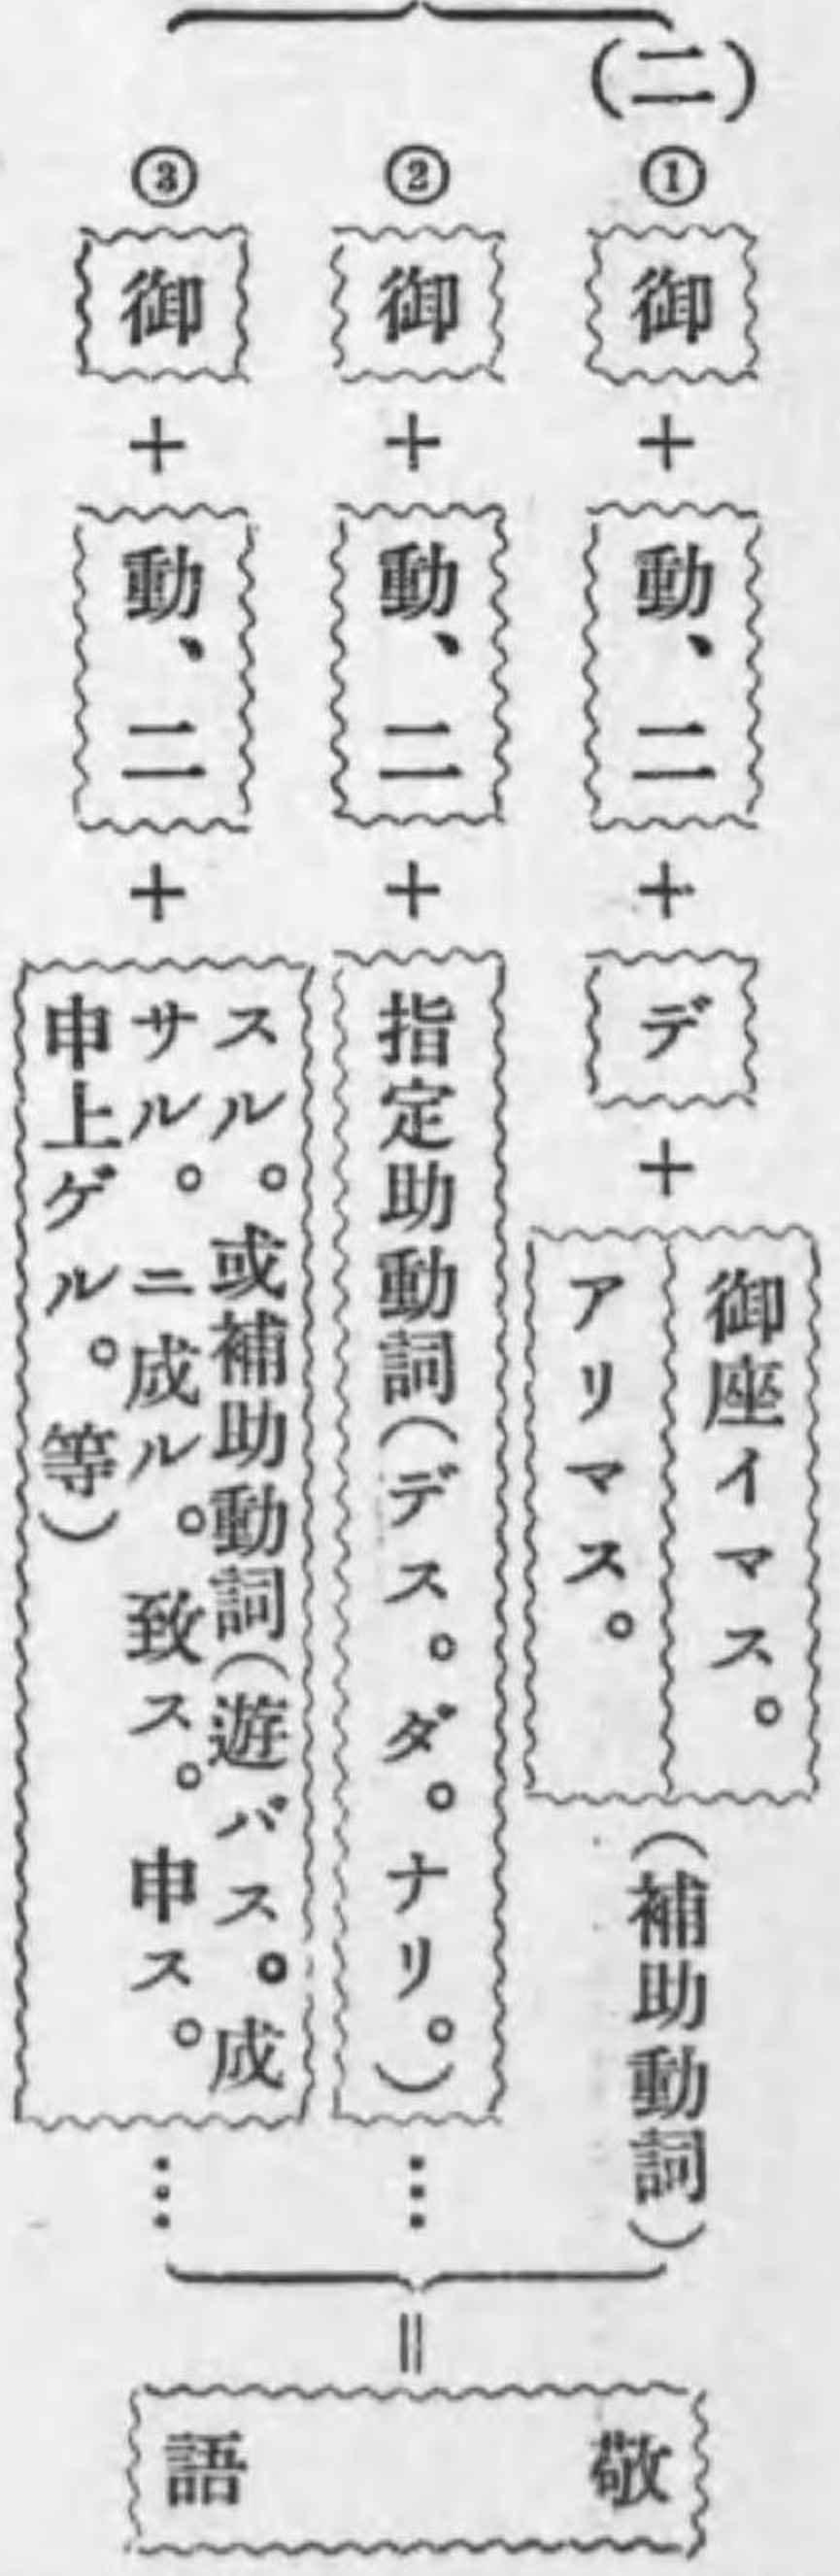 （二）
① 御 ＋ 動、二 ＋ デ ＋
御座イマス。
アリマス。
（補助動詞）
② 御 ＋ 動、二 ＋ 指定助動詞（デス。ダ。ナリ。）…
③ 御 ＋ 動、二 ＋
スル。或補助動詞（遊バス。成
サル。ニ成ル。致ス。申ス。
申上ゲル。等）
…
＝
敬語